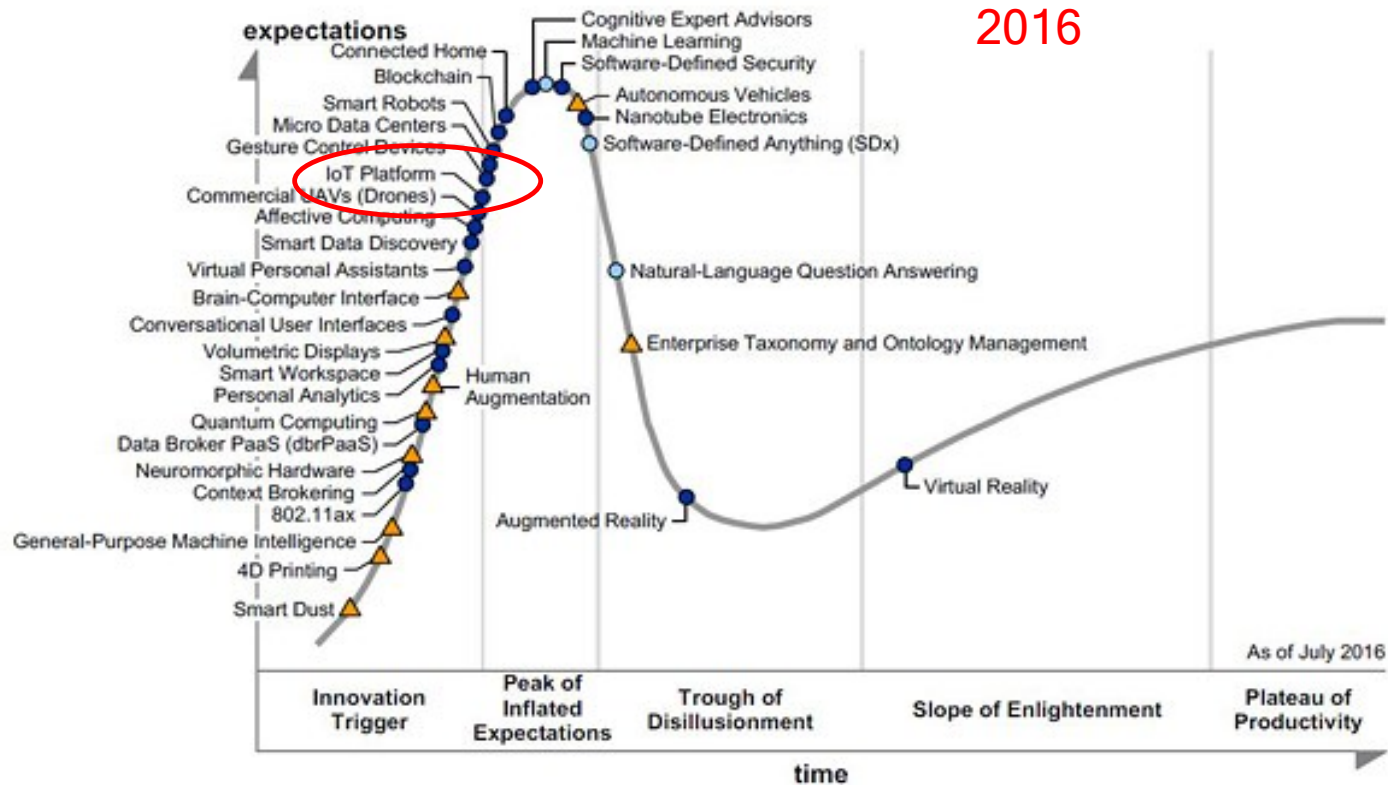 2016
expectations
Cognitive Expert Advisors
Machine Learning
Software-Defined Security
Connected Home
Blockchain
Smart Robots
Micro Data Centers
Gesture Control Devices
IoT Platform
Commercial UAVs (Drones)
Affective Computing
Smart Data Discovery
Virtual Personal Assistants
Brain-Computer Interface
Conversational User Interfaces
Volumetric Displays
Smart Workspace
Personal Analytics
Human
Augmentation
Quantum Computing
Data Broker PaaS (dbrPaaS)
Neuromorphic Hardware
Context Brokering
802.11ax
General-Purpose Machine Intelligence
4D Printing
Smart Dust
Autonomous Vehicles
Nanotube Electronics
Software-Defined Anything (SDx)
Natural-Language Question Answering
Enterprise Taxonomy and Ontology Management
Augmented Reality
Virtual Reality
As of July 2016
Innovation
Trigger
Peak of
Inflated
Expectations
Trough of
Disillusionment
Slope of Enlightenment
Plateau of
Productivity
time